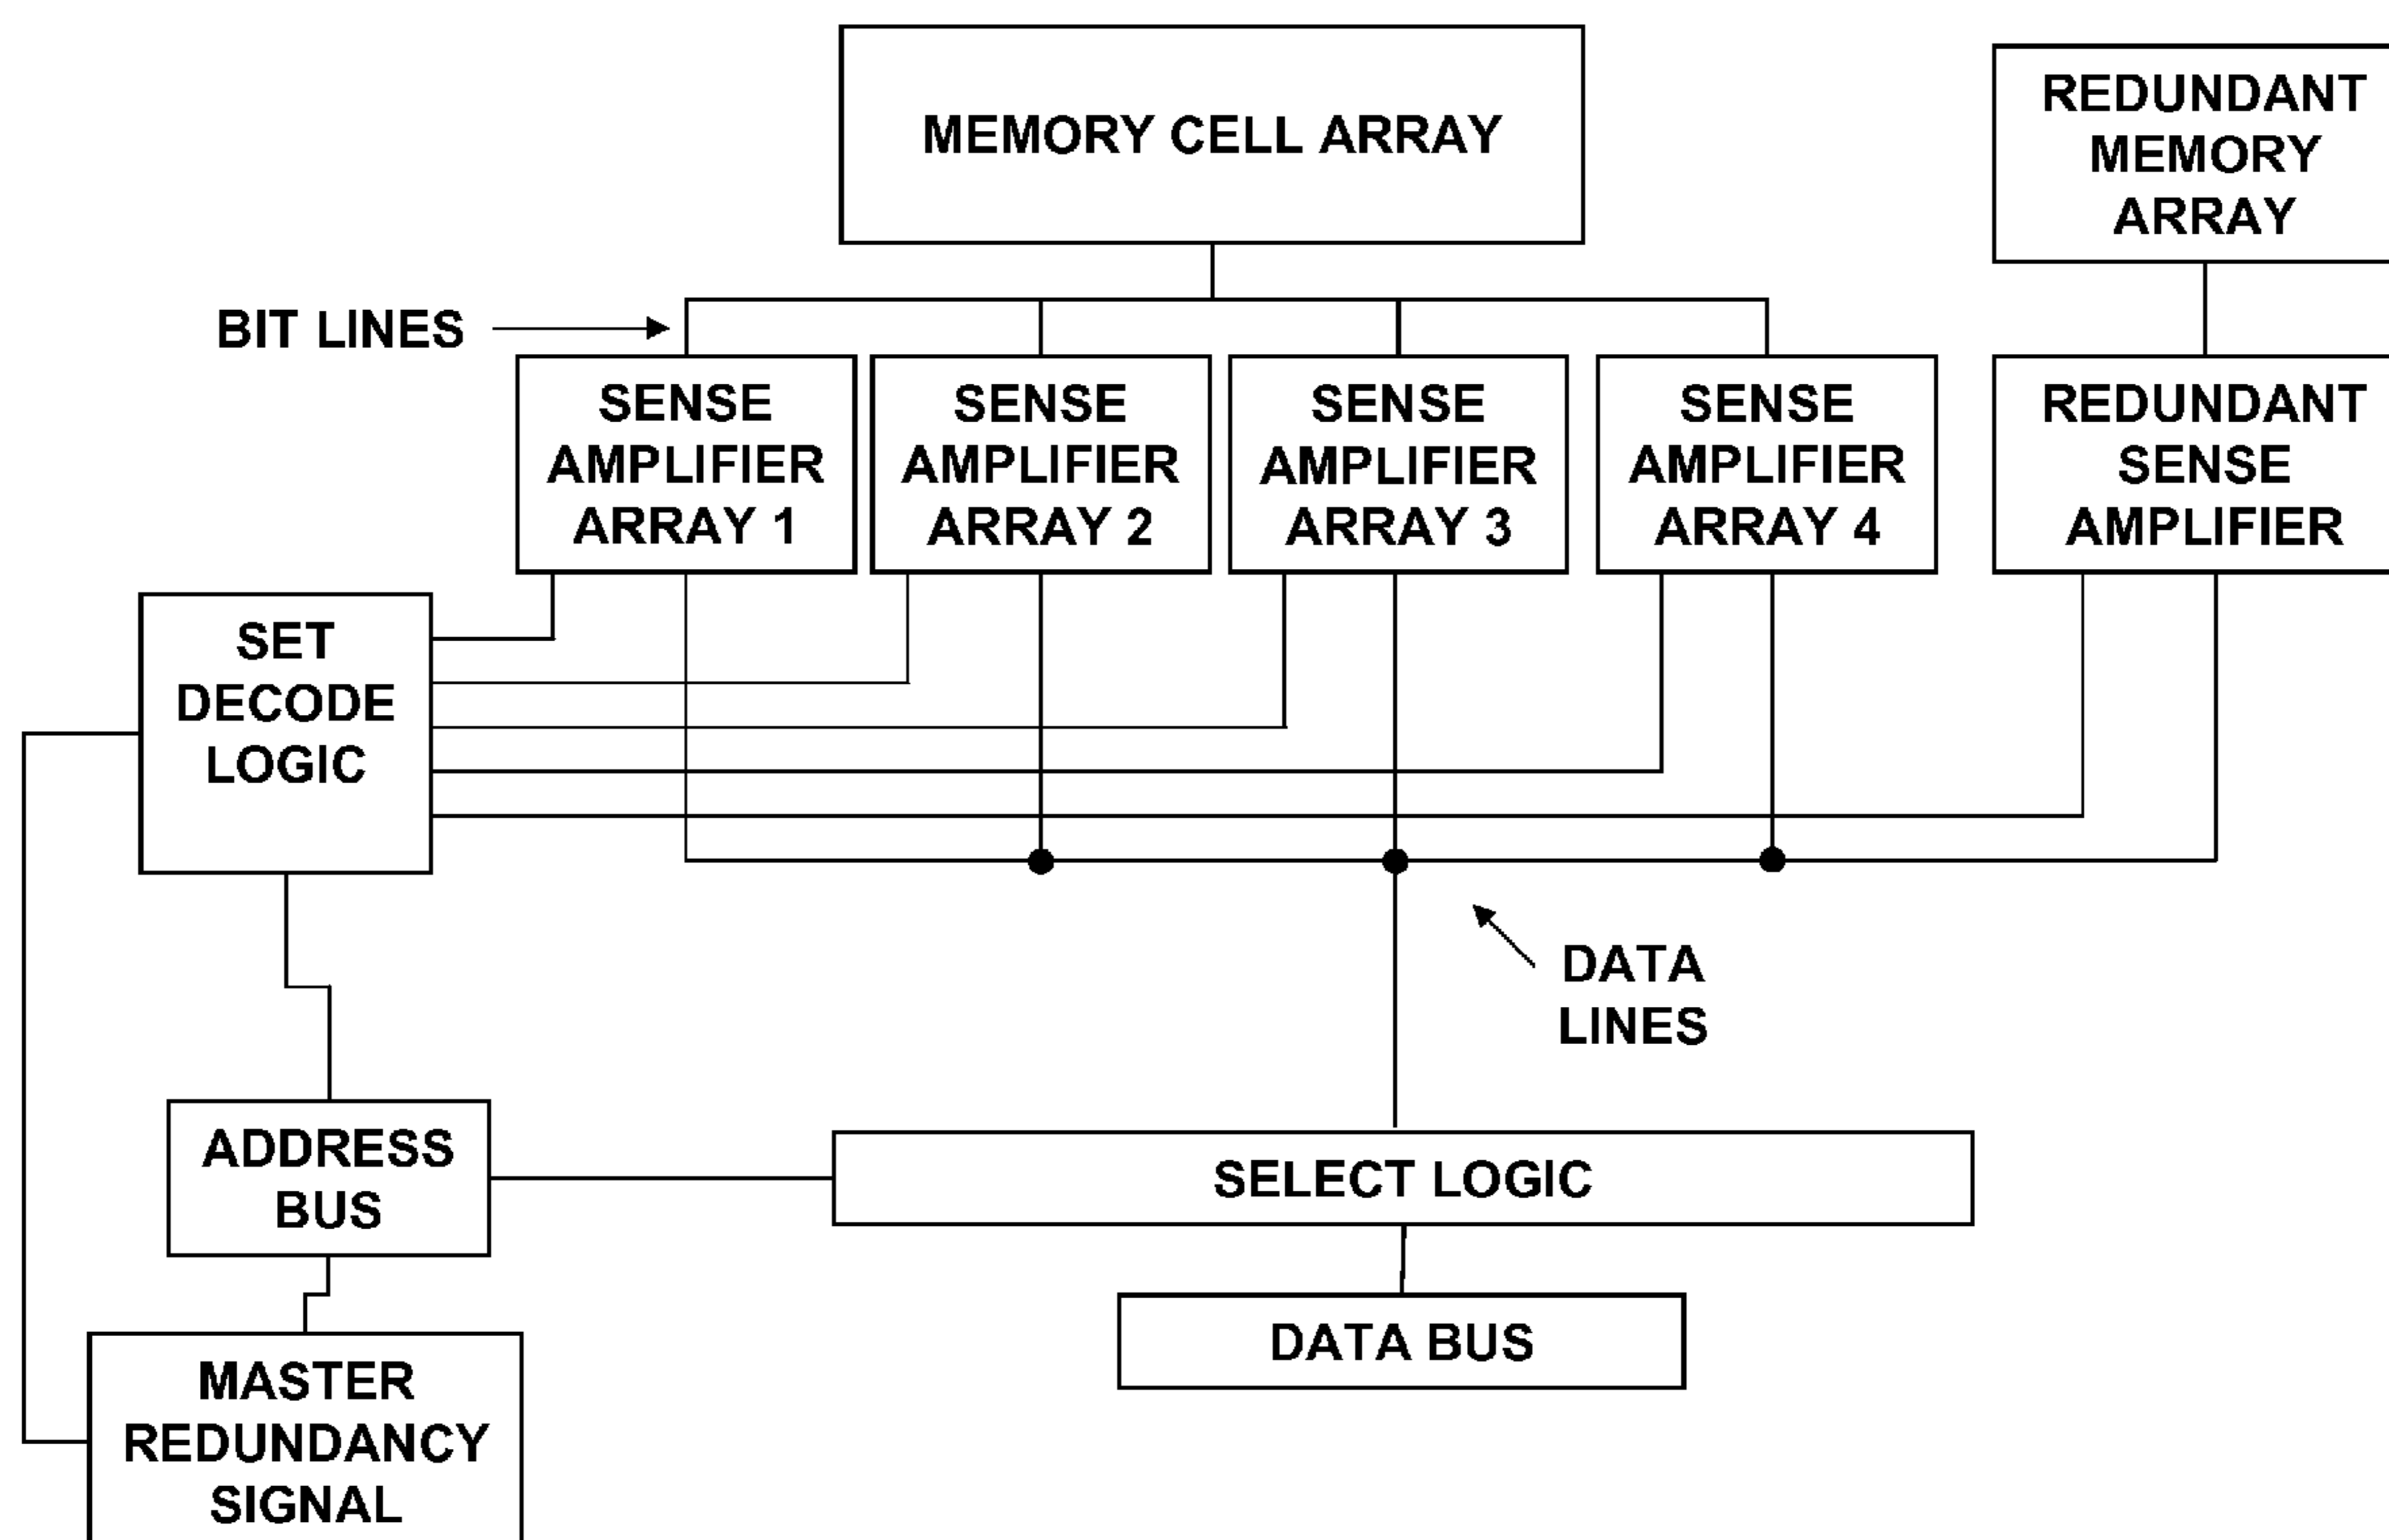 MEMORY CELL ARRAY
REDUNDANT
MEMORY
ARRAY
BIT LINES
SENSE
AMPLIFIER
ARRAY 1
SENSE
AMPLIFIER
ARRAY 2
SENSE
AMPLIFIER
ARRAY 3
SENSE
AMPLIFIER
ARRAY 4
REDUNDANT
SENSE
AMPLIFIER
SET
DECODE
LOGIC
DATA
LINES
ADDRESS
BUS
SELECT LOGIC
DATA BUS
MASTER
REDUNDANCY
SIGNAL